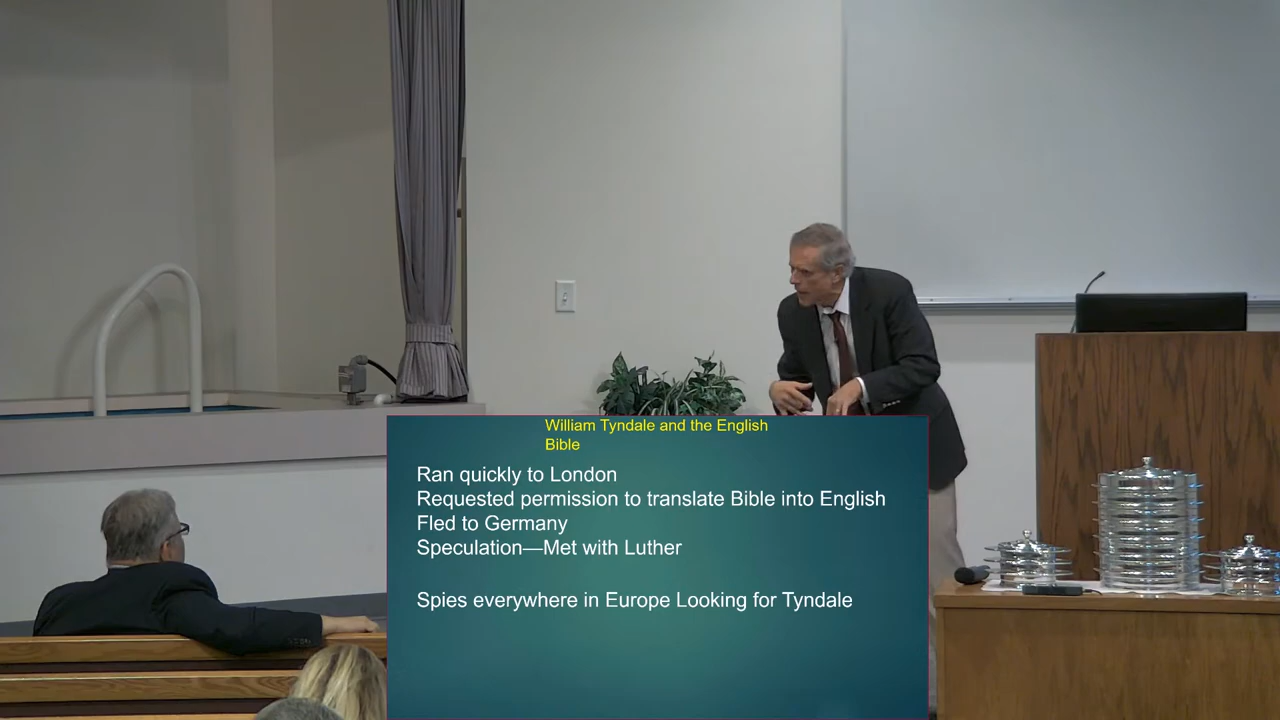 William Tyndale and the English
Bible
Ran quickly to London
Requested permission to translate Bible into English
Fled to Germany
Speculation—Met with Luther
Spies everywhere in Europe Looking for Tyndale